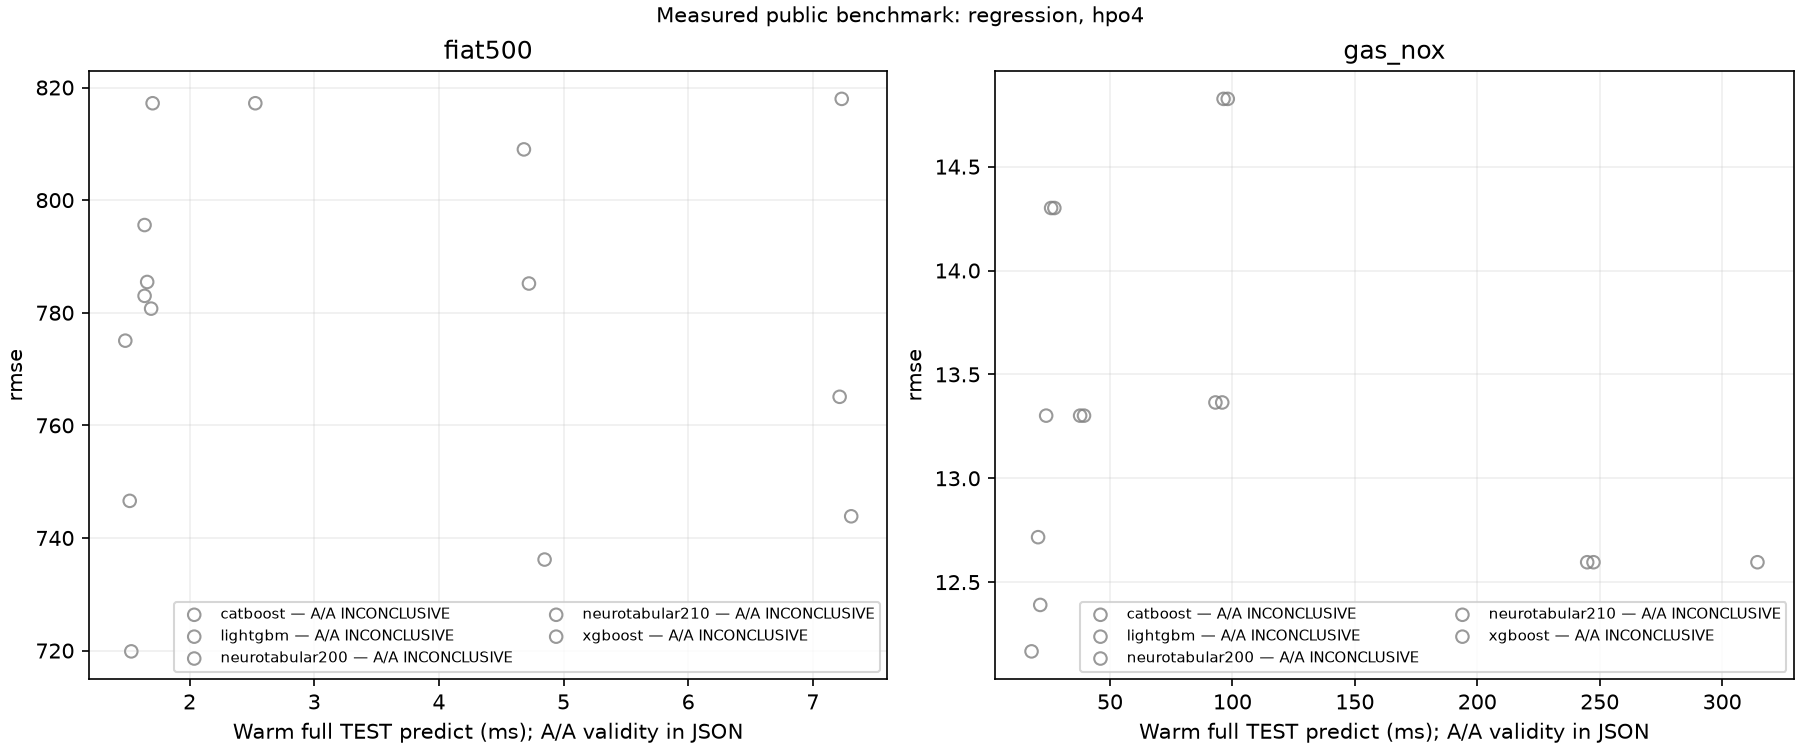 Measured public benchmark: regression, hpo4
fiat500
820
800
780
760
740
720
rmse
catboost — A/A INCONCLUSIVE
lightgbm — A/A INCONCLUSIVE
neurotabular200 — A/A INCONCLUSIVE
neurotabular210 — A/A INCONCLUSIVE
xgboost — A/A INCONCLUSIVE
2 3 4 5 6 7
Warm full TEST predict (ms); A/A validity in JSON
gas_nox
14.5
14.0
13.5
13.0
12.5
rmse
catboost — A/A INCONCLUSIVE
lightgbm — A/A INCONCLUSIVE
neurotabular200 — A/A INCONCLUSIVE
neurotabular210 — A/A INCONCLUSIVE
xgboost — A/A INCONCLUSIVE
50 100 150 200 250 300
Warm full TEST predict (ms); A/A validity in JSON